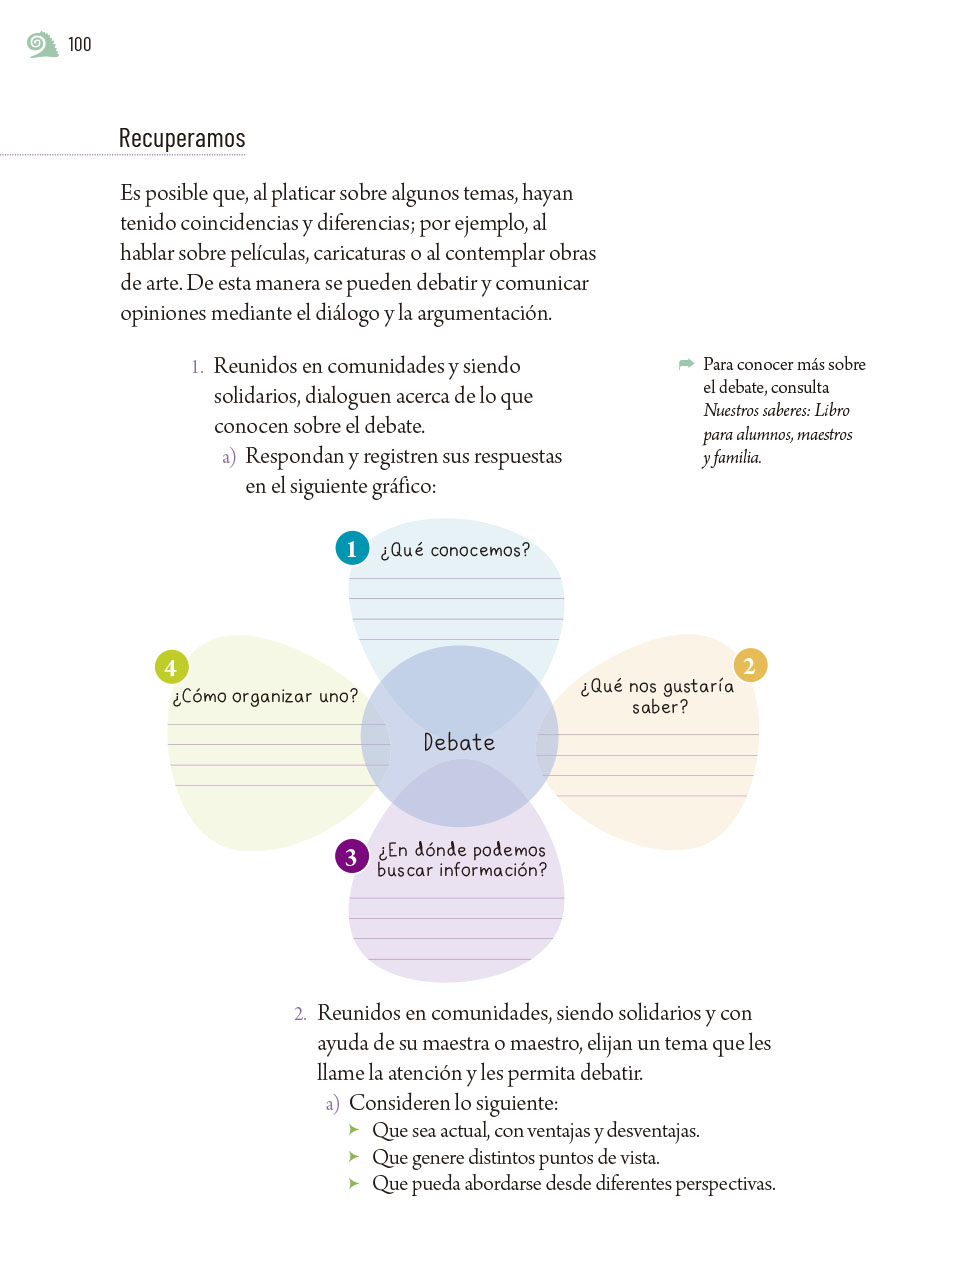 100
Recuperamos
Es posible que, al platicar sobre algunos temas, hayan
tenido coincidencias y diferencias; por ejemplo, al
hablar sobre películas, caricaturas o al contemplar obras
de arte. De esta manera se pueden debatir y comunicar
opiniones mediante el diálogo y la argumentación.
1. Reunidos en comunidades y siendo
solidarios, dialoguen acerca de lo que
conocen sobre el debate.
a) Respondan y registren sus respuestas
en el siguiente gráfico:
Para conocer más sobre
el debate, consulta
Nuestros saberes: Libro
para alumnos, maestros
y familia.
1 ¿Qué conocemos?
2 ¿Qué nos gustaría
saber?
4 ¿Cómo organizar uno?
Debate
3 ¿En dónde podemos
buscar información?
2. Reunidos en comunidades, siendo solidarios y con
ayuda de su maestra o maestro, elijan un tema que les
llame la atención y les permita debatir.
a) Consideren lo siguiente:
Que sea actual, con ventajas y desventajas.
Que genere distintos puntos de vista.
Que pueda abordarse desde diferentes perspectivas.